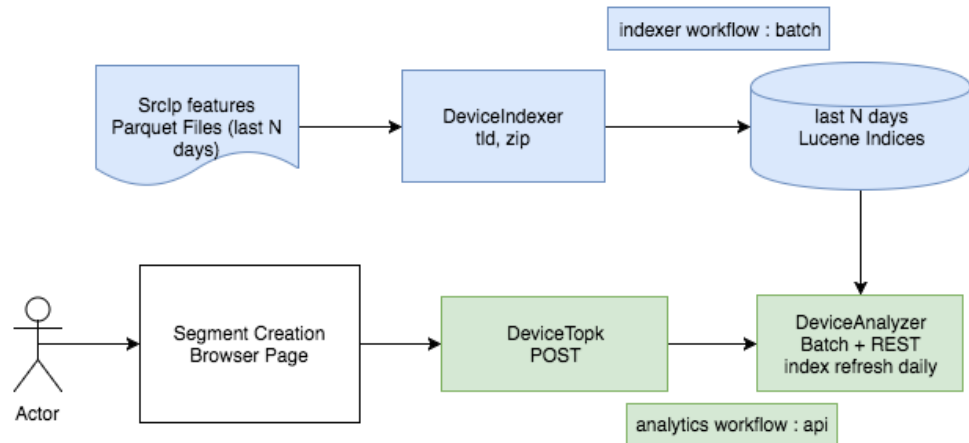 indexer workflow : batch
SrcIp features
Parquet Files (last N
days)
DeviceIndexer
tld, zip
last N days
Lucene Indices
Segment Creation
Browser Page
DeviceTopk
POST
DeviceAnalyzer
Batch + REST
index refresh daily
Actor
analytics workflow : api